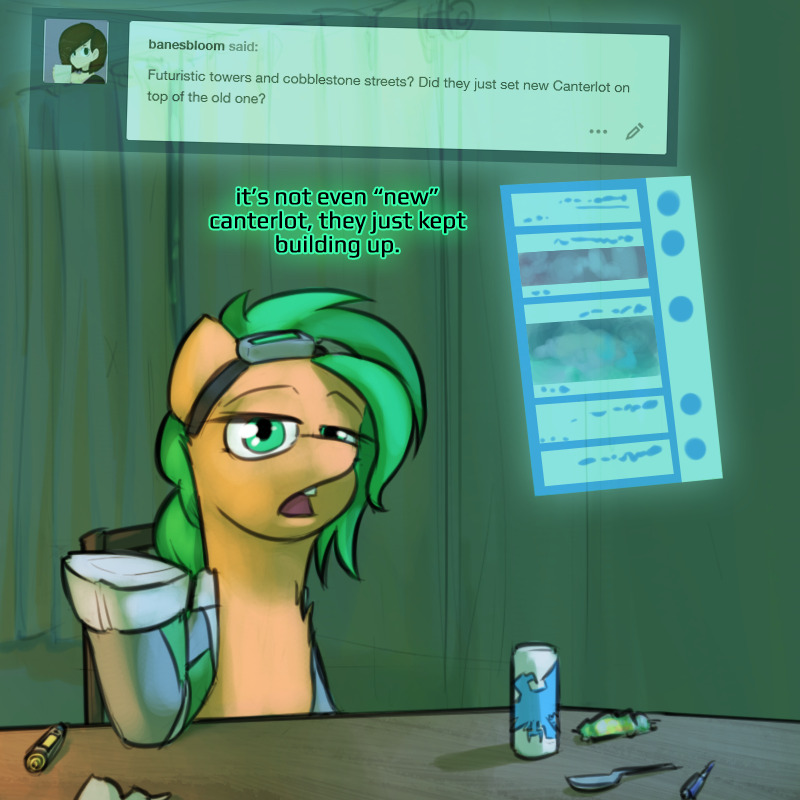 banesbloom said:
Futuristic towers and cobblestone streets? Did they just set new Canterlot on
top of the old one?
it's not even “new”
canterlot, they just kept
building up.